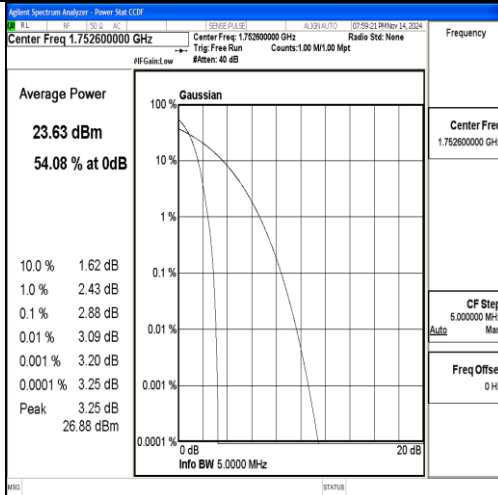 Agilent Spectrum Analyzer - Power Stat CCDF
RL RF 50 Ω AC SENSE:PULSE ALIGN AUTO 07:59:21 PM Nov 14, 2024
Center Freq 1.752600000 GHz
Center Freq: 1.752600000 GHz Radio Std: None
Trig: Free Run Counts:1.00 M/1.00 Mpt
#IFGain:Low #Atten: 40 dB
Frequency
Average Power
23.63 dBm
54.08 % at 0dB
10.0 % 1.62 dB
1.0 % 2.43 dB
0.1 % 2.88 dB
0.01 % 3.09 dB
0.001 % 3.20 dB
0.0001 % 3.25 dB
Peak 3.25 dB
26.88 dBm
Gaussian
100 %
10 %
1 %
0.1 %
0.01 %
0.001 %
0.0001 %
0 dB 20 dB
Info BW 5.0000 MHz
Center Freq
1.752600000 GHz
CF Step
5.000000 MHz
Auto Man
Freq Offset
0 Hz
MSG STATUS